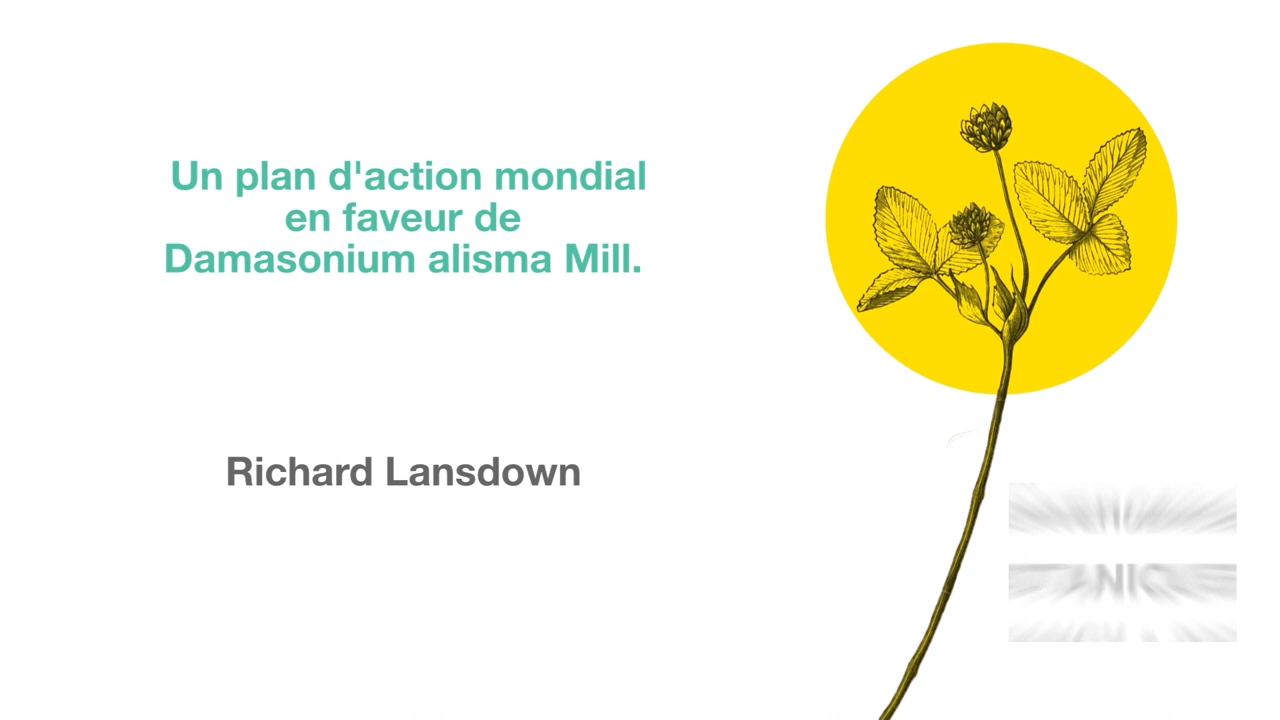 Un plan d'action mondial
en faveur de
Damasonium alisma Mill.
Richard Lansdown